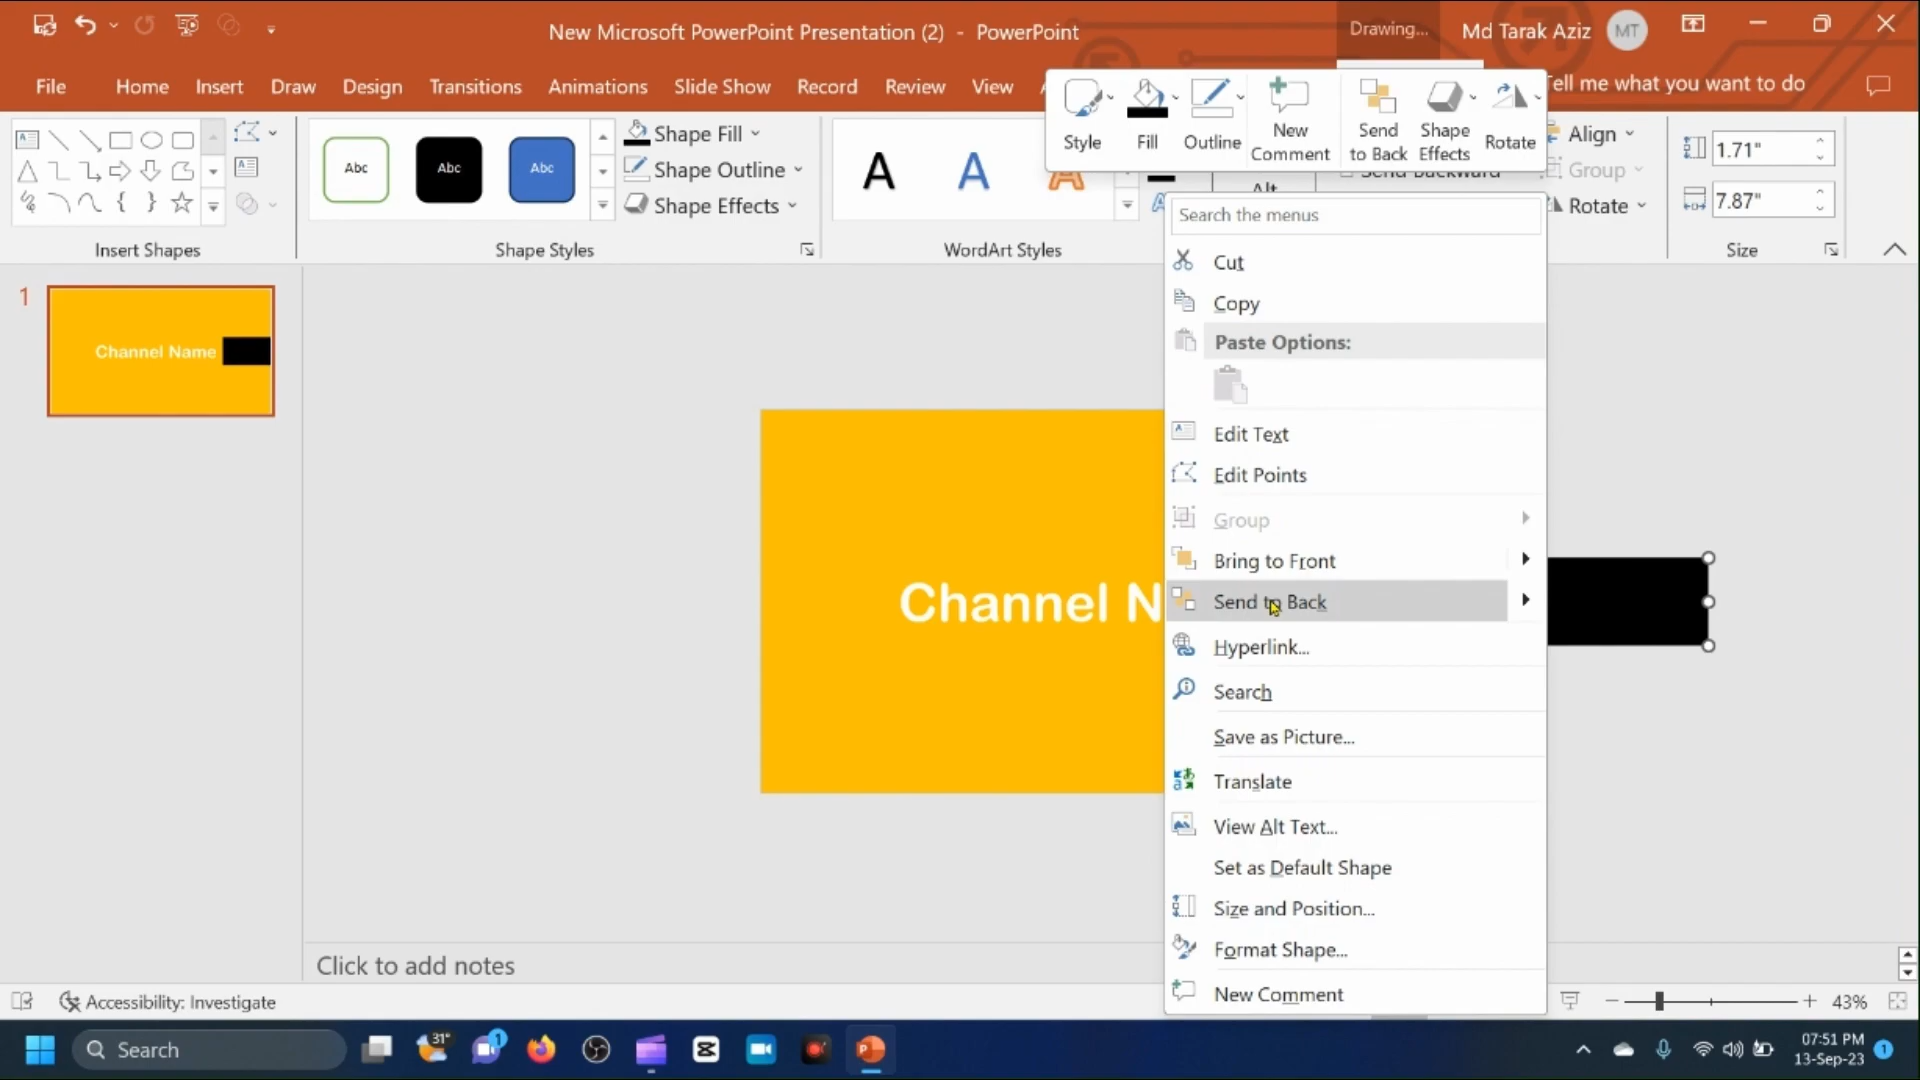 New Microsoft PowerPoint Presentation (2) - PowerPoint
Drawing...
Md Tarak Aziz
MT
File
Home
Insert
Draw
Design
Transitions
Animations
Slide Show
Record
Review
View
Tell me what you want to do
Style
Fill
Outline
New
Comment
Send
to Back
Shape
Effects
Rotate
Abc
Abc
Abc
Shape Fill
Shape Outline
Shape Effects
A
A
A
Alt
Send Backward
Align
Group
Rotate
1.71"
7.87"
Insert Shapes
Shape Styles
WordArt Styles
Size
Search the menus
Cut
Copy
Paste Options:
Edit Text
Edit Points
Group
Bring to Front
Send to Back
Hyperlink...
Search
Save as Picture...
Translate
View Alt Text...
Set as Default Shape
Size and Position...
Format Shape...
New Comment
1
Channel Name
Channel N
Click to add notes
Accessibility: Investigate
43%
Search
31°
1
07:51 PM
13-Sep-23
1